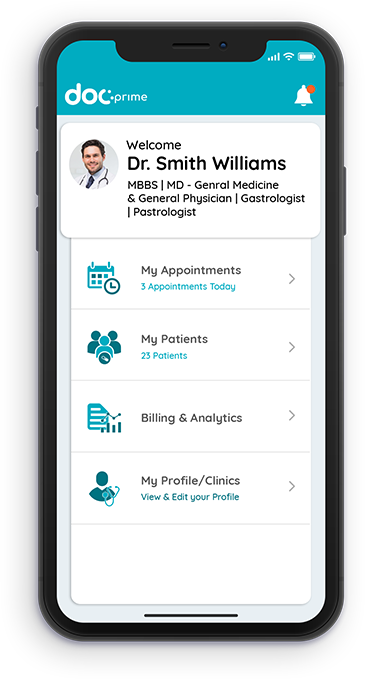 doc prime
Welcome
Dr. Smith Williams
MBBS | MD - Genral Medicine
& General Physician | Gastrologist
| Pastrologist
My Appointments
3 Appointments Today
My Patients
23 Patients
Billing & Analytics
My Profile/Clinics
View & Edit your Profile